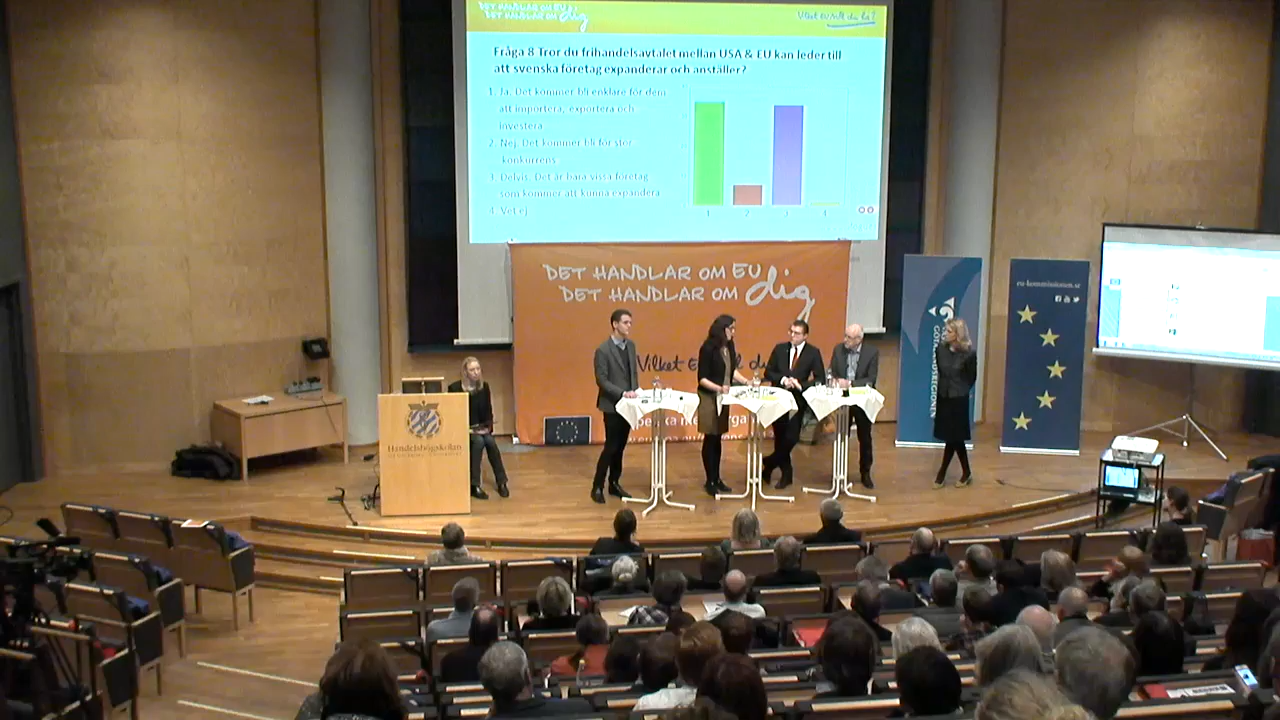 DET HANDLAR OM EU
DET HANDLAR OM dig
Vilket EU vill du ha?
Fråga 8 Tror du frihandelsavtalet mellan USA & EU kan leder till
att svenska företag expanderar och anställer?
1. Ja. Det kommer bli enklare för dem
att importera, exportera och
investera
2. Nej. Det kommer bli för stor
konkurrens
3. Delvis. Det är bara vissa företag
som kommer att kunna expandera
4. Vet ej
1 2 3 4
DET HANDLAR OM EU
DET HANDLAR OM dig
Vilket
eu-kommissionen.se
GÖTEBORGSREGIONEN
Handelshögskolan